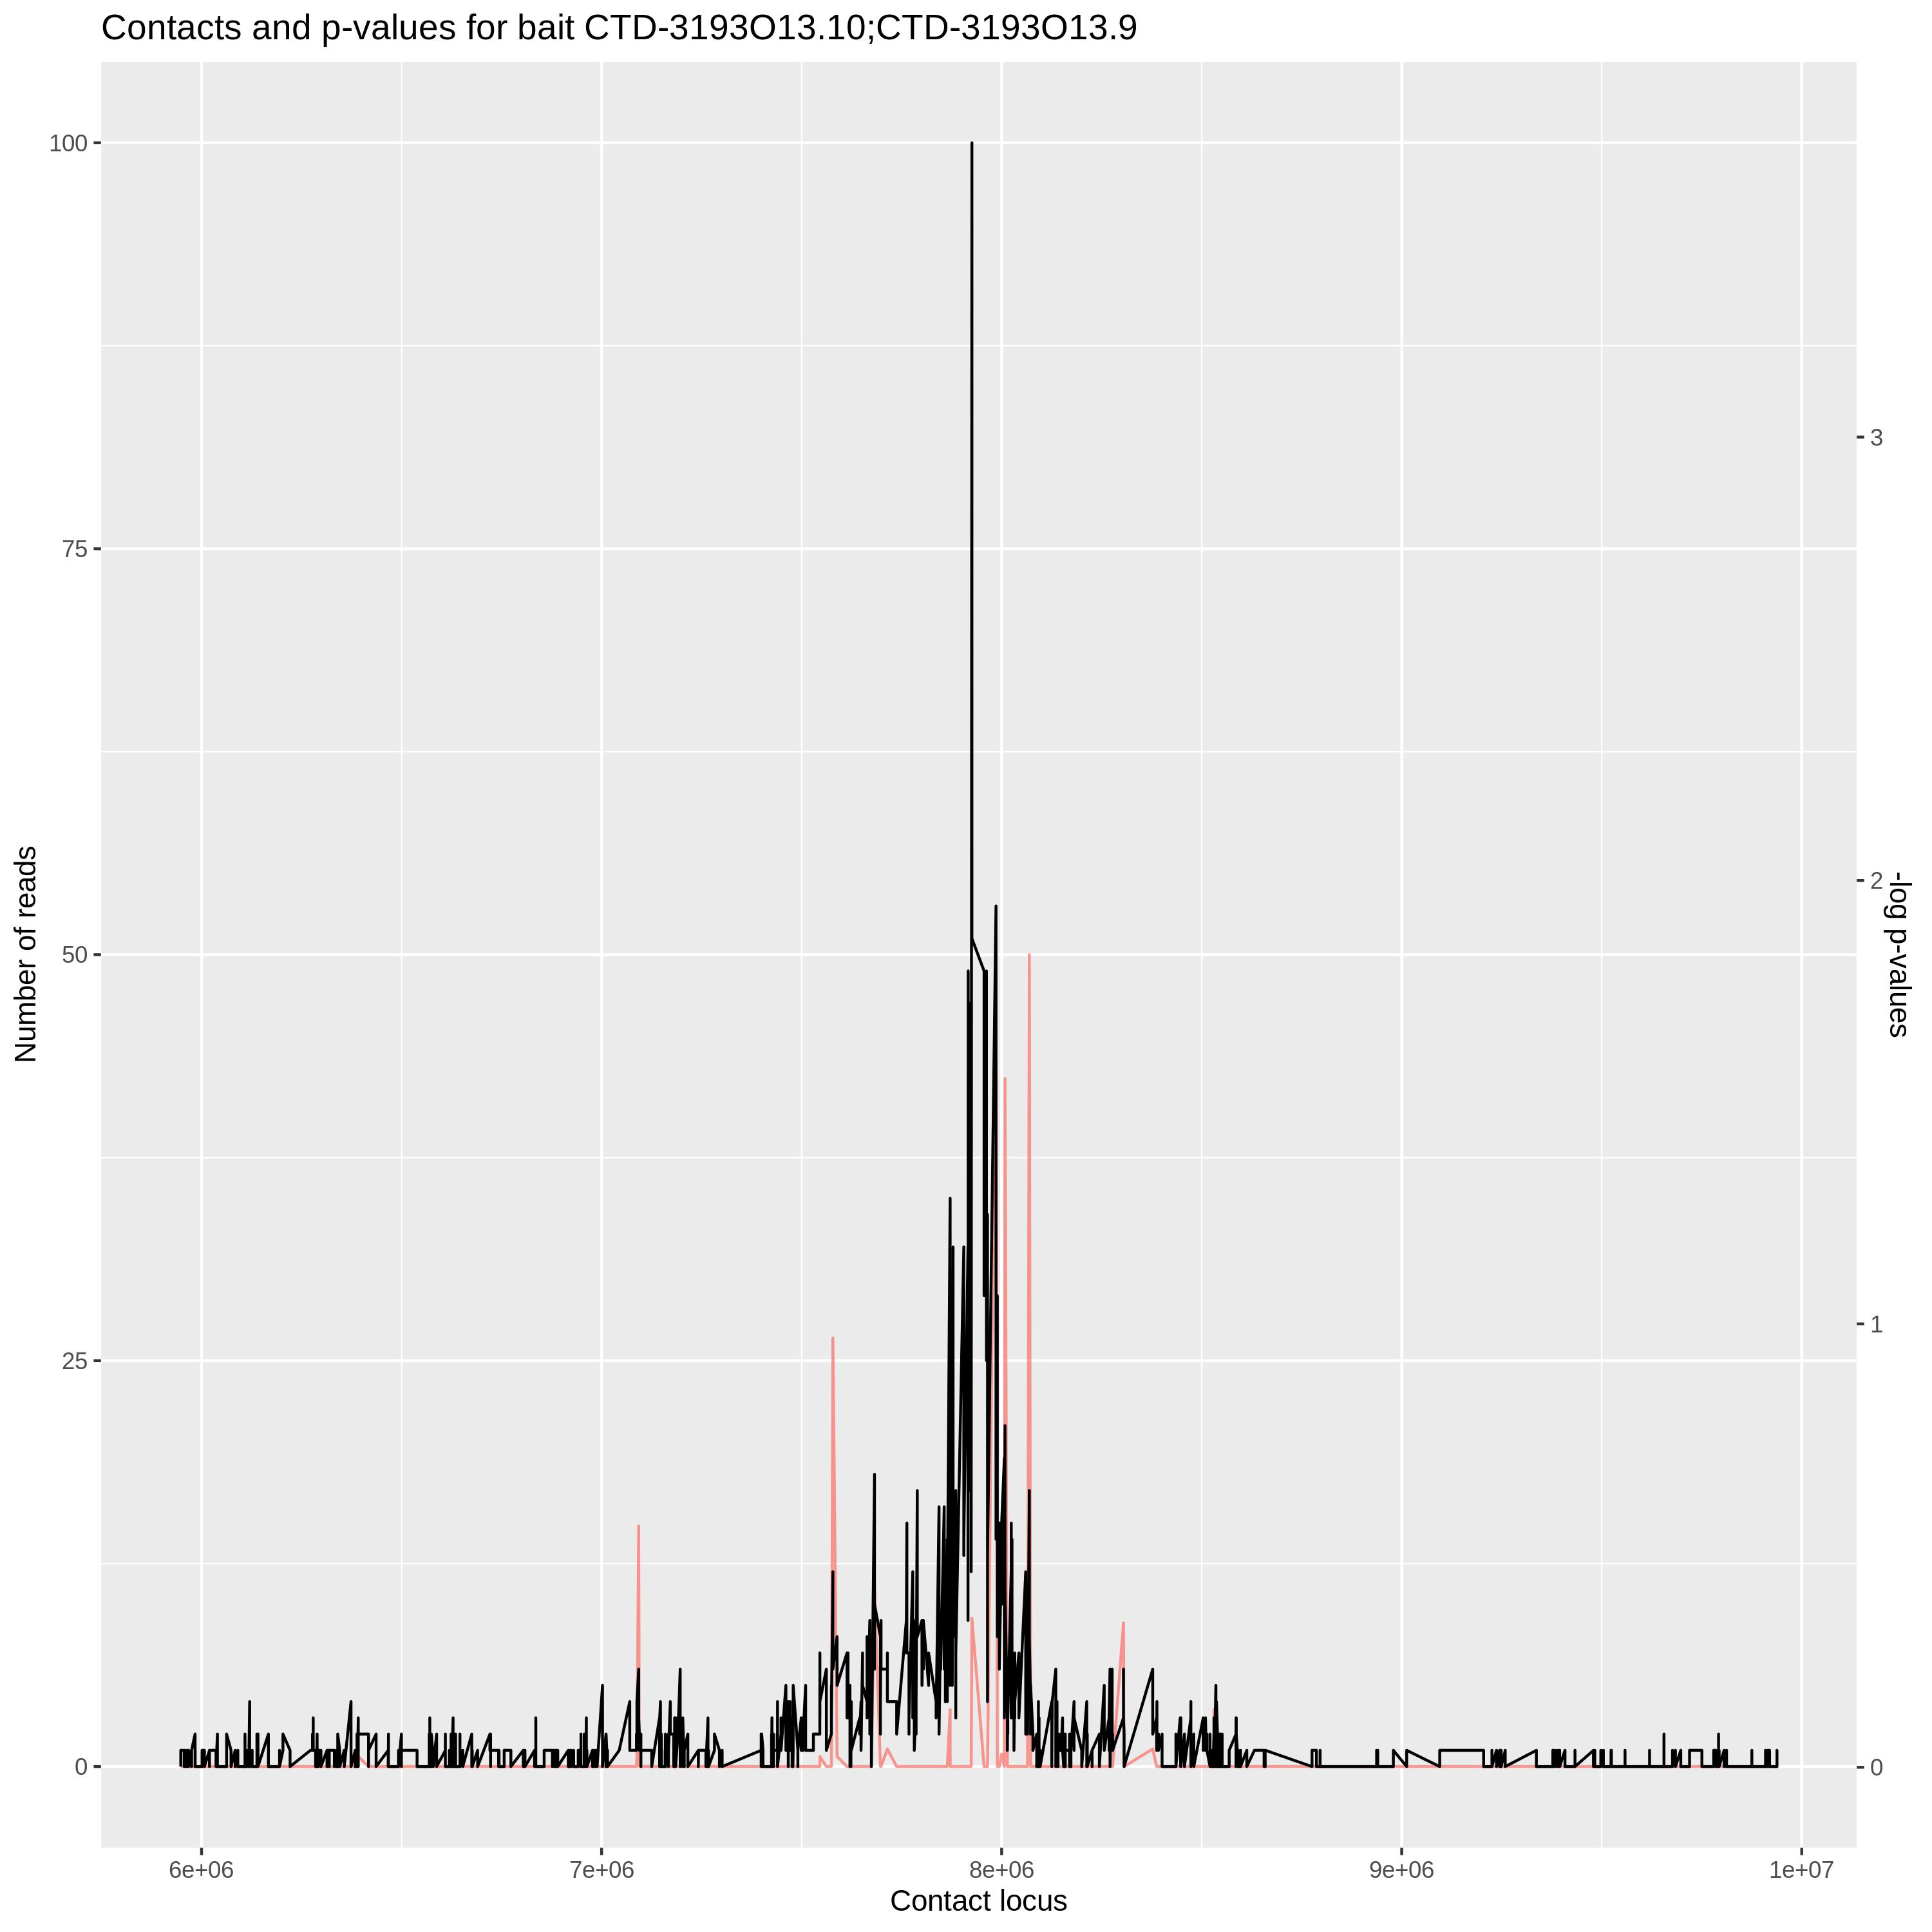 Contacts and p-values for bait CTD-3193O13.10;CTD-3193O13.9
100
75
50
25
0
Number of reads
3
2
1
0
-log p-values
6e+06
7e+06
8e+06
9e+06
1e+07
Contact locus